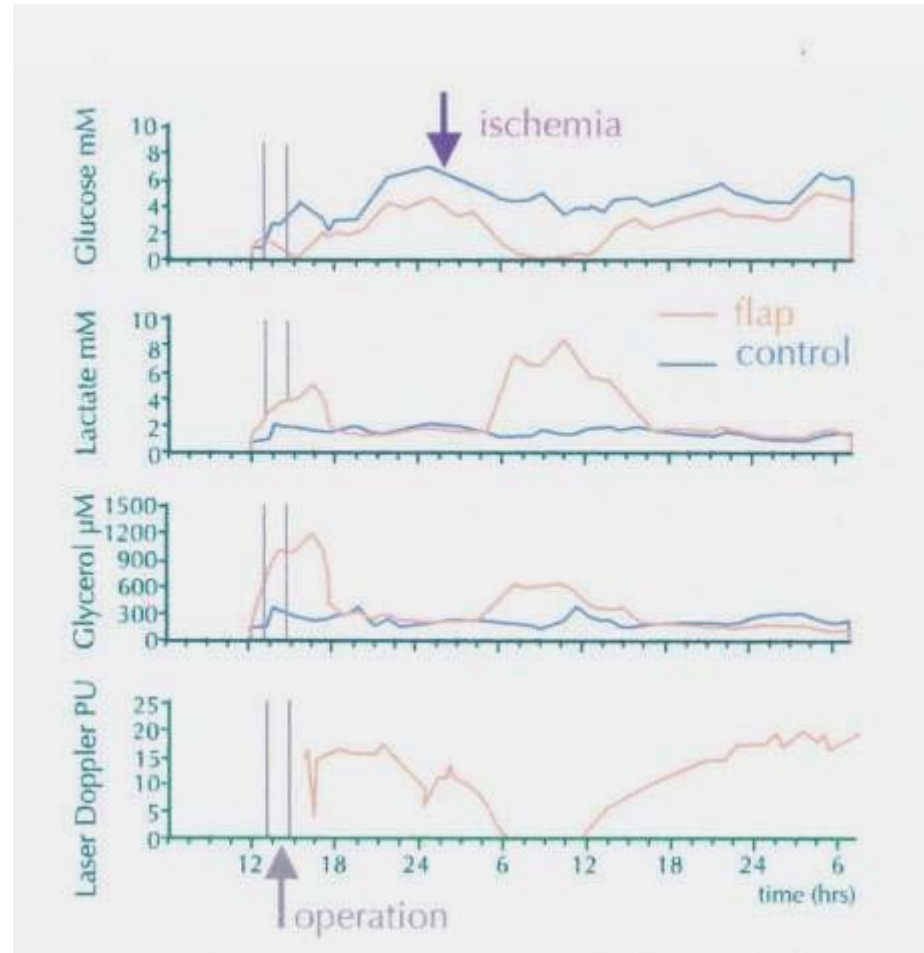 ischemia
Glucose mM
10
8
6
4
2
0
flap
control
Lactate mM
10
8
6
4
2
0
Glycerol µM
1500
1200
900
600
300
0
Laser Doppler PU
25
20
15
10
5
0
12 18 24 6 12 18 24 6
time (hrs)
operation